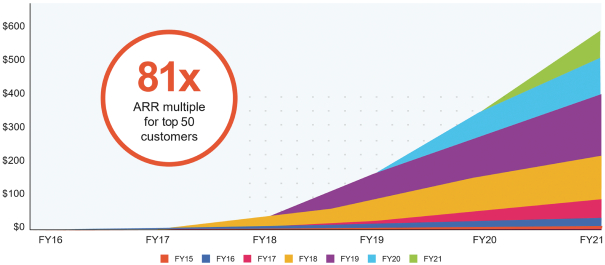 $600
$500
$400
$300
$200
$100
$0
81x
ARR multiple
for top 50
customers
FY16 FY17 FY18 FY19 FY20 FY21
FY15 FY16 FY17 FY18 FY19 FY20 FY21